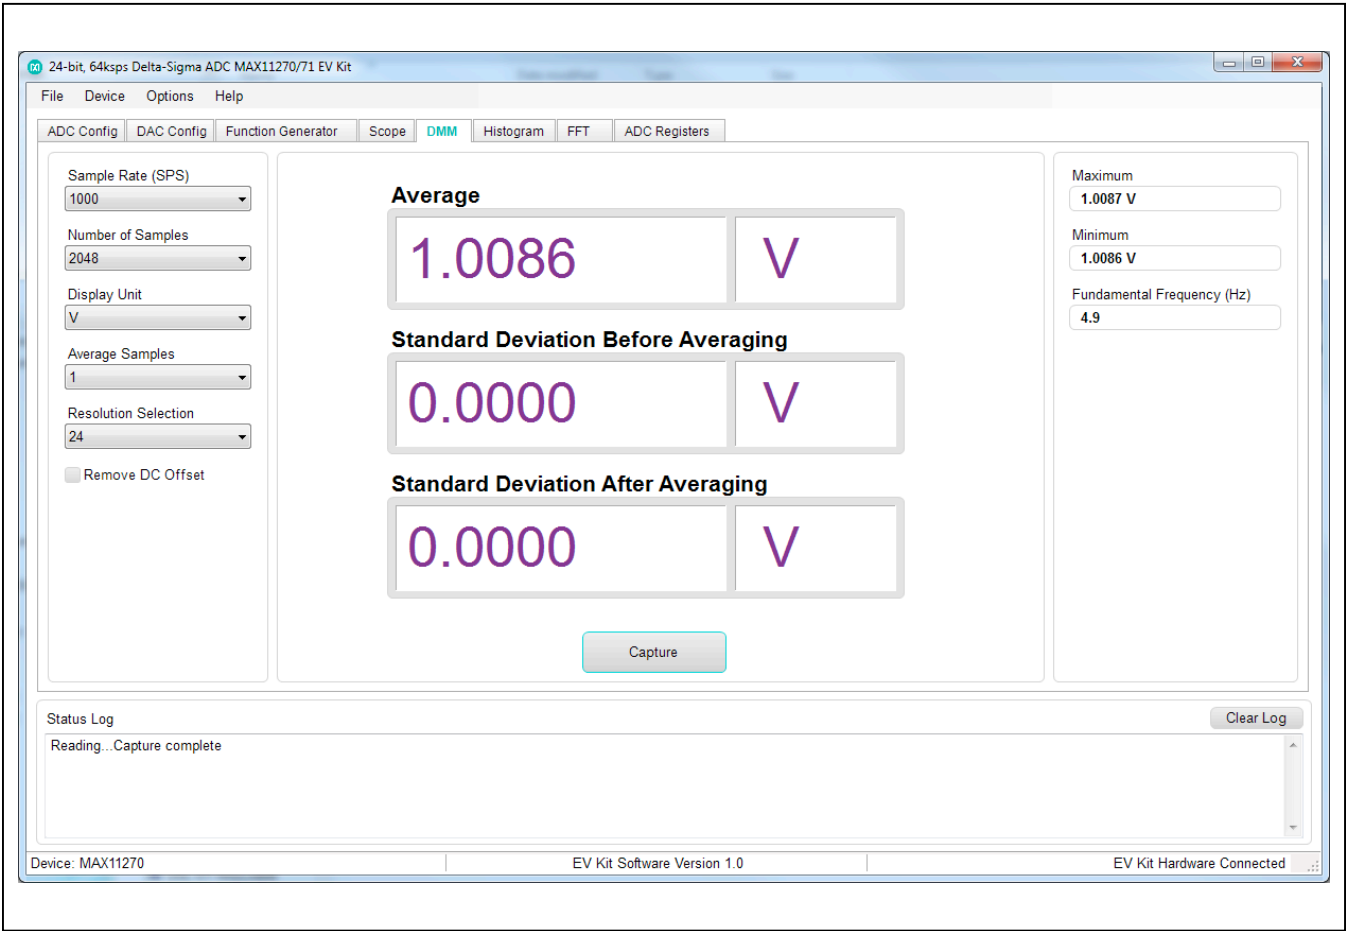 24-bit, 64ksps Delta-Sigma ADC MAX11270/71 EV Kit
File Device Options Help
ADC Config DAC Config Function Generator Scope DMM Histogram FFT ADC Registers
Sample Rate (SPS)
1000
Number of Samples
2048
Display Unit
V
Average Samples
1
Resolution Selection
24
Remove DC Offset
Average
1.0086 V
Standard Deviation Before Averaging
0.0000 V
Standard Deviation After Averaging
0.0000 V
Capture
Maximum
1.0087 V
Minimum
1.0086 V
Fundamental Frequency (Hz)
4.9
Status Log
Clear Log
Reading...Capture complete
Device: MAX11270 EV Kit Software Version 1.0 EV Kit Hardware Connected